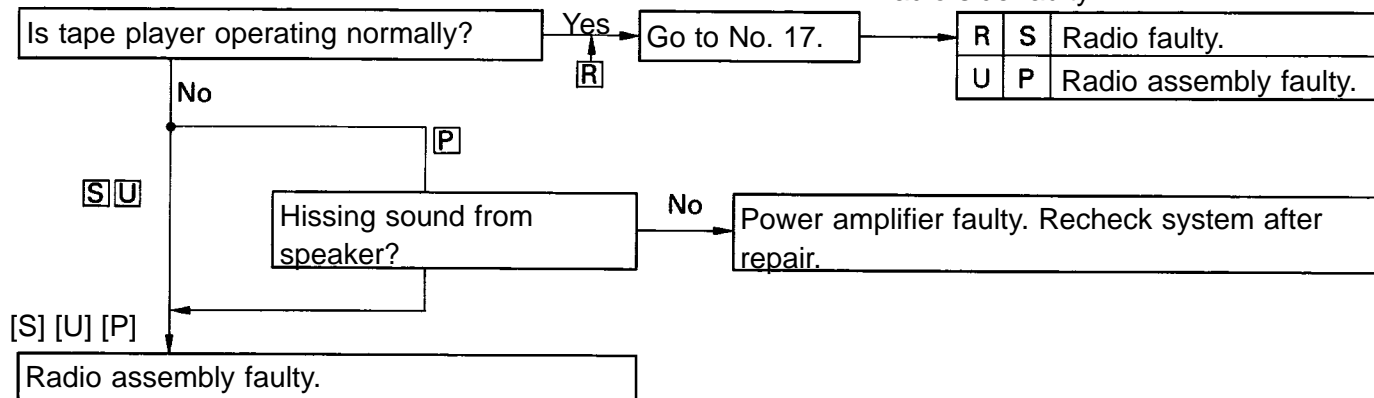 Is tape player operating normally?
Yes
R
Go to No. 17.
R S Radio faulty.
U P Radio assembly faulty.
No
P
S U
Hissing sound from
speaker?
No
Power amplifier faulty. Recheck system after
repair.
[S] [U] [P]
Radio assembly faulty.